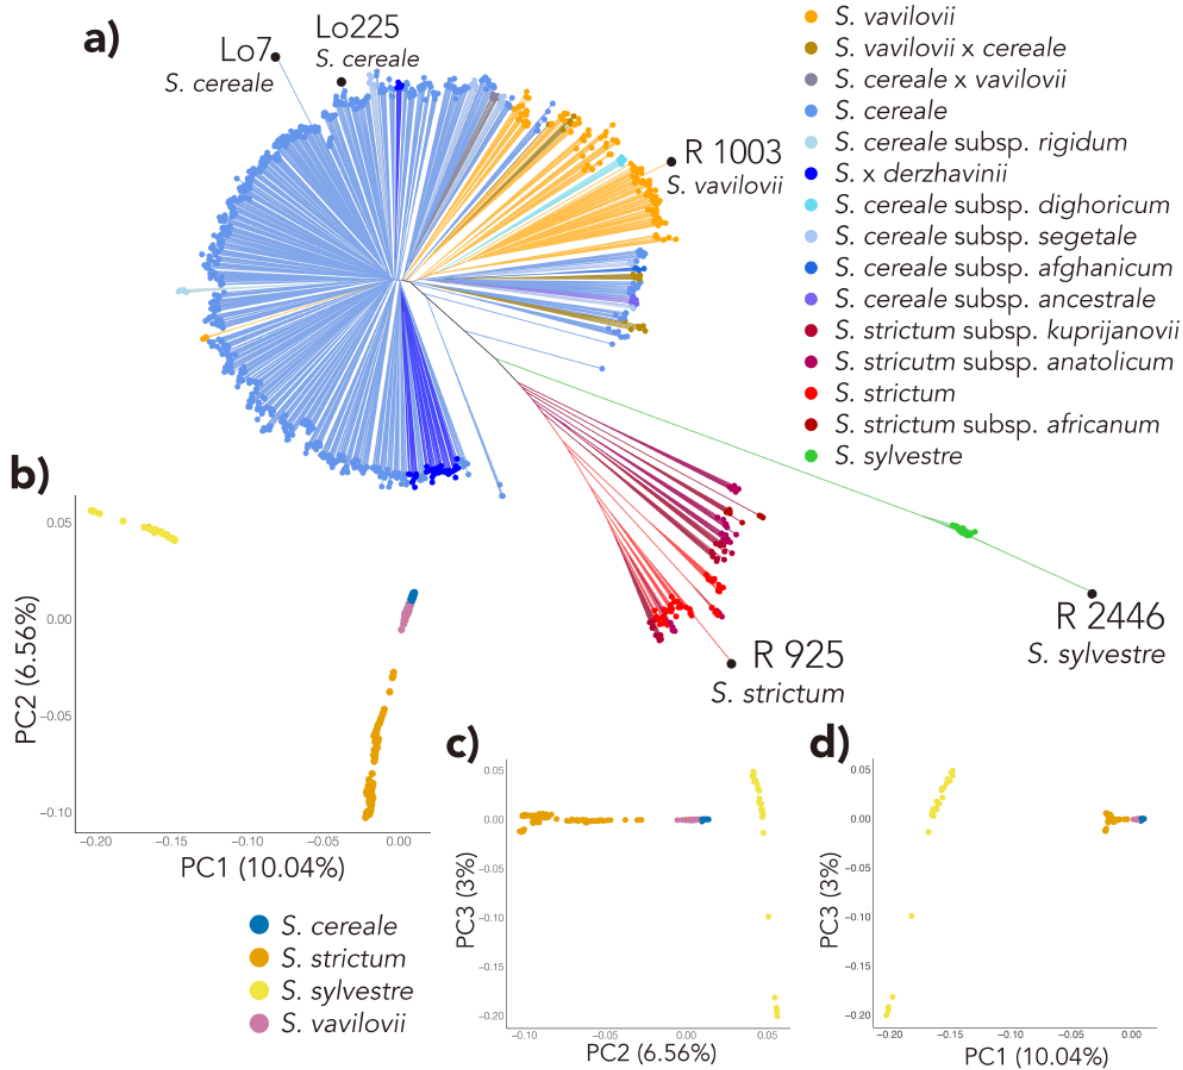 a)
Lo7
S. cereale
Lo225
S. cereale
R 1003
S. vavilovii
S. vavilovii
S. vavilovii x cereale
S. cereale x vavilovii
S. cereale
S. cereale subsp. rigidum
S. x derzhavinii
S. cereale subsp. dighoricum
S. cereale subsp. segetale
S. cereale subsp. afghanicum
S. cereale subsp. ancestrale
S. strictum subsp. kuprijanovii
S. stricutm subsp. anatolicum
S. strictum
S. strictum subsp. africanum
S. sylvestre
R 2446
S. sylvestre
R 925
S. strictum
b)
PC2 (6.56%)
0.05
0.00
−0.05
−0.10
−0.20
−0.15
−0.10
−0.05
0.00
PC1 (10.04%)
S. cereale
S. strictum
S. sylvestre
S. vavilovii
c)
PC3 (3%)
0.05
0.00
−0.05
−0.10
−0.15
−0.20
−0.10
−0.05
0.00
0.05
PC2 (6.56%)
d)
PC3 (3%)
0.05
0.00
−0.05
−0.10
−0.15
−0.20
−0.20
−0.15
−0.10
−0.05
0.00
PC1 (10.04%)